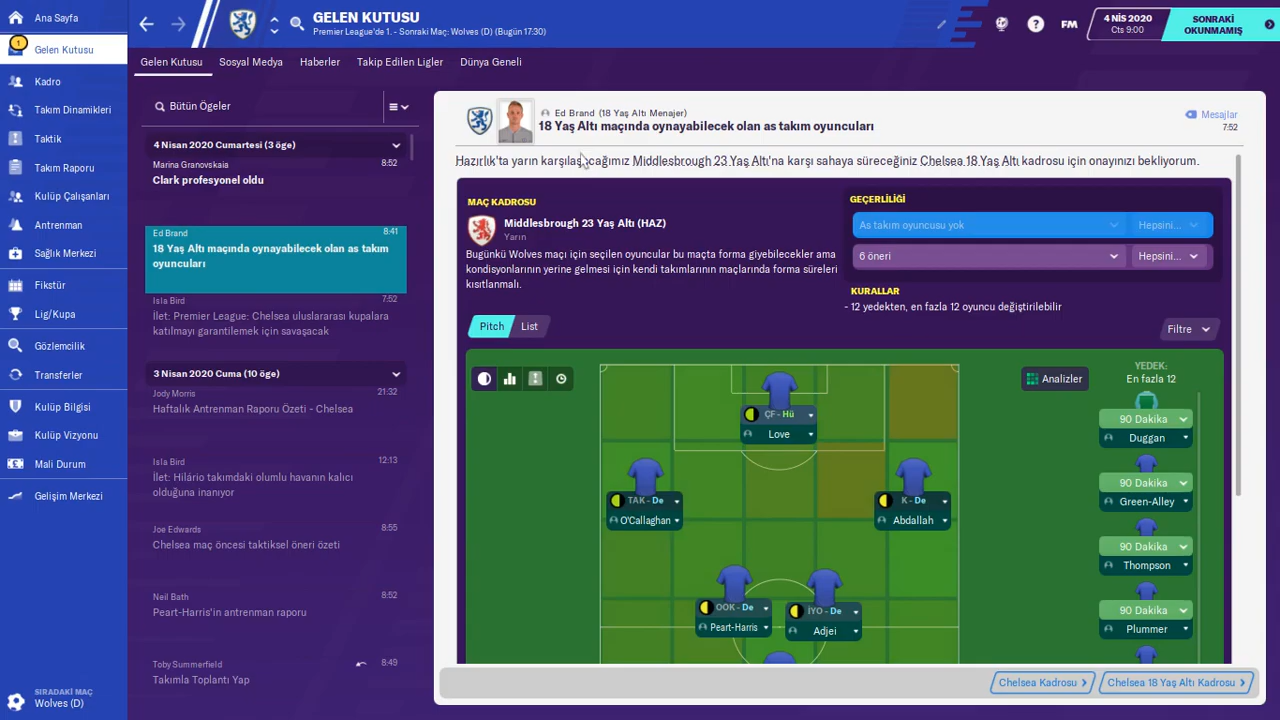 Ana Sayfa
1
Gelen Kutusu
Kadro
Takım Dinamikleri
Taktik
Takım Raporu
Kulüp Çalışanları
Antrenman
Sağlık Merkezi
Fikstür
Lig/Kupa
Gözlemcilik
Transferler
Kulüp Bilgisi
Kulüp Vizyonu
Mali Durum
Gelişim Merkezi
SIRADAKİ MAÇ
Wolves (D)
GELEN KUTUSU
Premier League'de 1. - Sonraki Maç: Wolves (D) (Bugün 17:30)
FM
4 NİS 2020
Cts 9:00
SONRAKİ
OKUNMAMIŞ
Gelen Kutusu
Sosyal Medya
Haberler
Takip Edilen Ligler
Dünya Geneli
Bütün Ögeler
4 Nisan 2020 Cumartesi (3 öge)
Marina Granovskaia
8:52
Clark profesyonel oldu
Ed Brand
8:41
18 Yaş Altı maçında oynayabilecek olan as takım
oyuncuları
Isla Bird
7:52
İlet: Premier League: Chelsea uluslararası kupalara
katılmayı garantilemek için savaşacak
3 Nisan 2020 Cuma (10 öge)
Jody Morris
21:32
Haftalık Antrenman Raporu Özeti - Chelsea
Isla Bird
12:13
İlet: Hilário takımdaki olumlu havanın kalıcı
olduğuna inanıyor
Joe Edwards
8:55
Chelsea maç öncesi taktiksel öneri özeti
Neil Bath
8:52
Peart-Harris'in antrenman raporu
Toby Summerfield
8:49
Takımla Toplantı Yap
Ed Brand (18 Yaş Altı Menajer)
18 Yaş Altı maçında oynayabilecek olan as takım oyuncuları
Mesajlar
7:52
Hazırlık'ta yarın karşılaşacağımız Middlesbrough 23 Yaş Altı'na karşı sahaya süreceğiniz Chelsea 18 Yaş Altı kadrosu için onayınızı bekliyorum.
MAÇ KADROSU
Middlesbrough 23 Yaş Altı (HAZ)
Yarın
Bugünkü Wolves maçı için seçilen oyuncular bu maçta forma giyebilecekler ama
kondisyonlarının yerine gelmesi için kendi takımlarının maçlarında forma süreleri
kısıtlanmalı.
GEÇERLİLİĞİ
As takım oyuncusu yok
Hepsini...
6 öneri
Hepsini...
KURALLAR
- 12 yedekten, en fazla 12 oyuncu değiştirilebilir
Pitch
List
Filtre
Analizler
YEDEK:
En fazla 12
ÇF - Hü
Love
TAK - De
O'Callaghan
K - De
Abdallah
OOK - De
Peart-Harris
İYO - De
Adjei
90 Dakika
Duggan
90 Dakika
Green-Alley
90 Dakika
Thompson
90 Dakika
Plummer
Chelsea Kadrosu
Chelsea 18 Yaş Altı Kadrosu